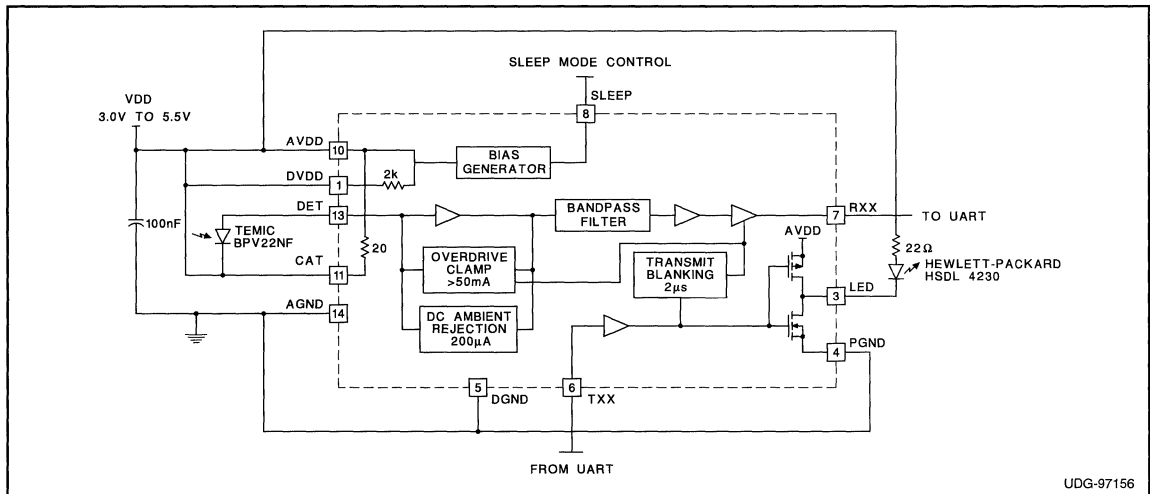 SLEEP MODE CONTROL
SLEEP
8
VDD
3.0V TO 5.5V
AVDD
10
BIAS
GENERATOR
DVDD
1
2k
DET
13
BANDPASS
FILTER
7
RXX
TO UART
100nF
TEMIC
BPV22NF
20
AVDD
22Ω
OVERDRIVE
CLAMP
>50mA
TRANSMIT
BLANKING
2µs
HEWLETT-PACKARD
HSDL 4230
CAT
11
3
LED
AGND
14
DC AMBIENT
REJECTION
200µA
4
PGND
5
DGND
6
TXX
FROM UART
UDG-97156